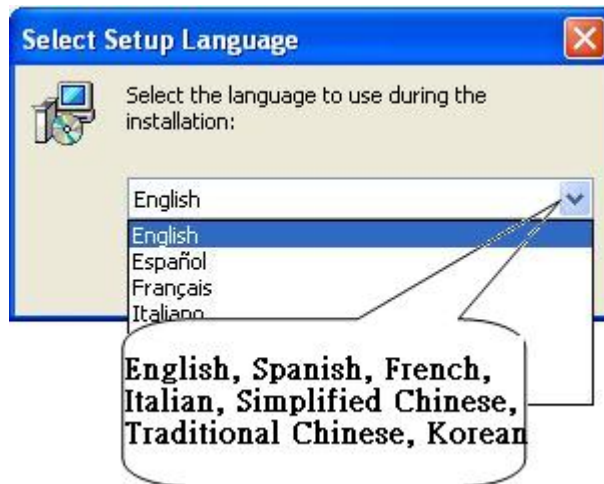 Select Setup Language
Select the language to use during the
installation:
English
English
Español
Français
Italiano
English, Spanish, French,
Italian, Simplified Chinese,
Traditional Chinese, Korean